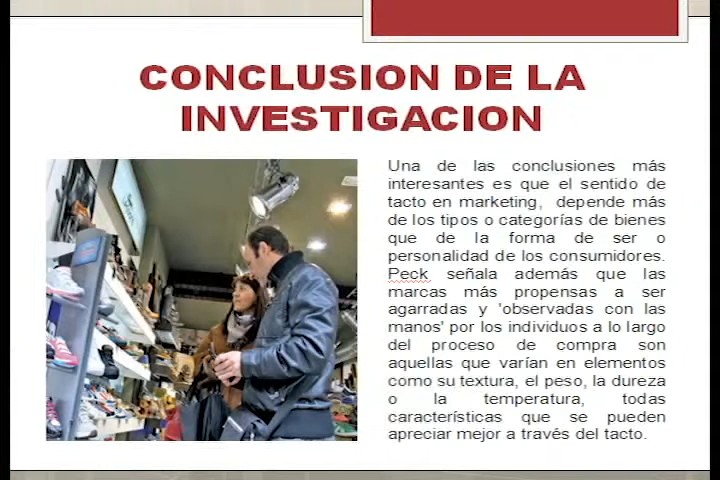 CONCLUSION DE LA
INVESTIGACION
Una de las conclusiones más
interesantes es que el sentido de
tacto en marketing, depende más
de los tipos o categorías de bienes
que de la forma de ser o
personalidad de los consumidores.
Peck señala además que las
marcas más propensas a ser
agarradas y 'observadas con las
manos' por los individuos a lo largo
del proceso de compra son
aquellas que varían en elementos
como su textura, el peso, la dureza
o la temperatura, todas
características que se pueden
apreciar mejor a través del tacto.